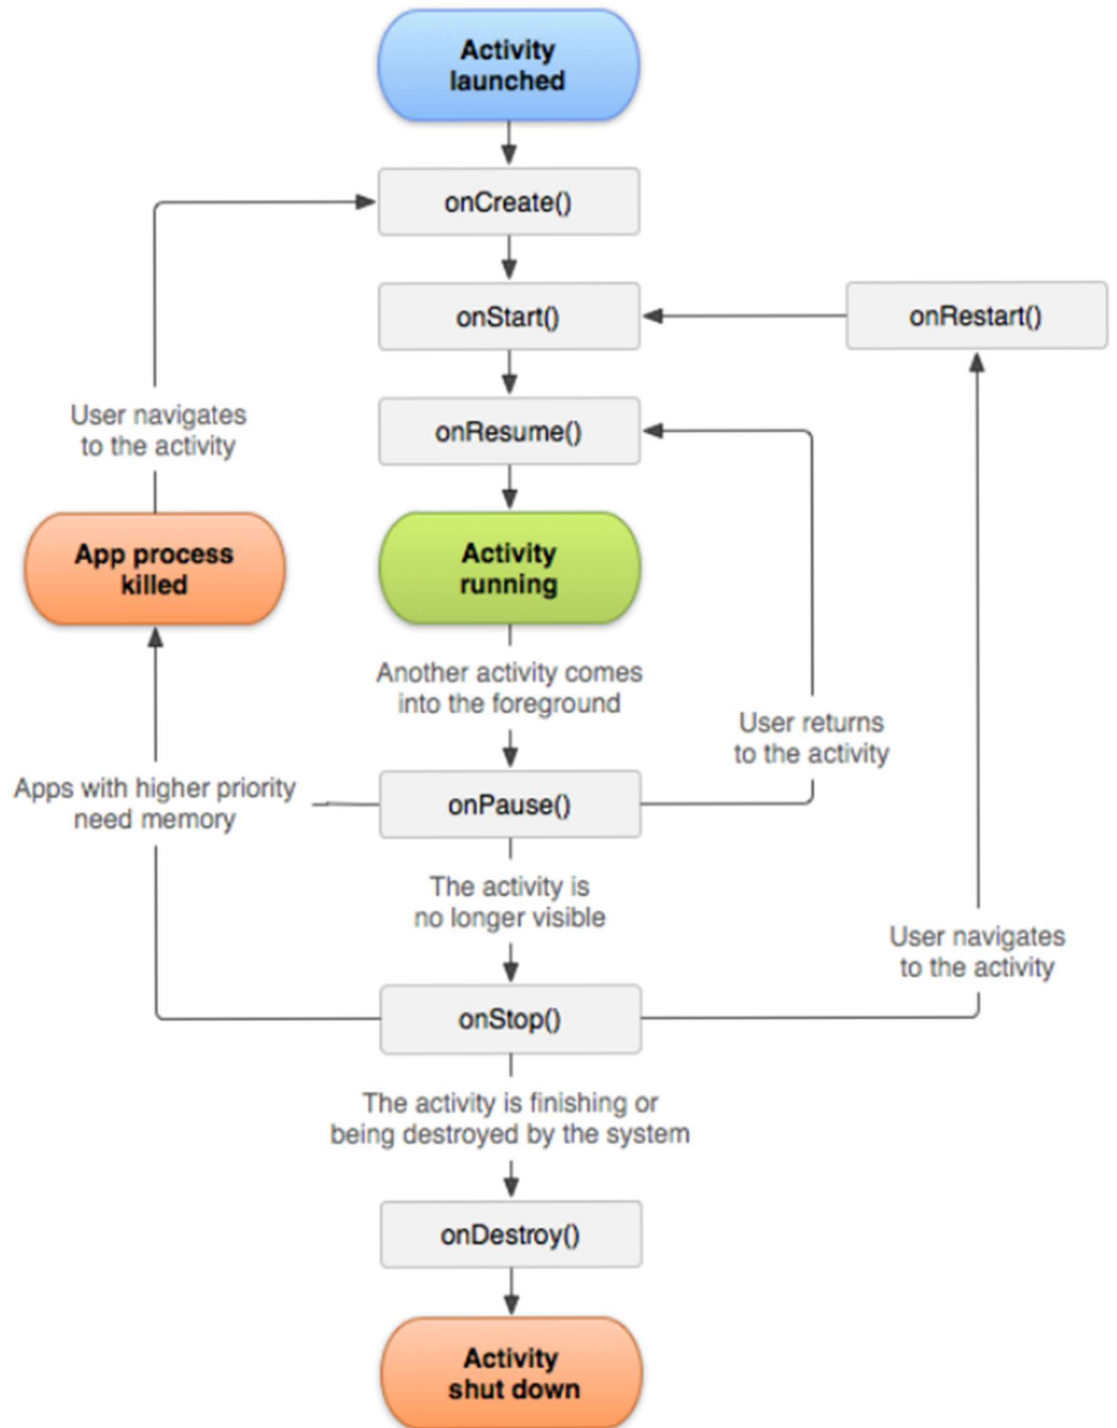 Activity
launched
onCreate()
onStart()
onRestart()
User navigates
to the activity
onResume()
App process
killed
Activity
running
Another activity comes
into the foreground
User returns
to the activity
Apps with higher priority
need memory
onPause()
The activity is
no longer visible
User navigates
to the activity
onStop()
The activity is finishing or
being destroyed by the system
onDestroy()
Activity
shut down